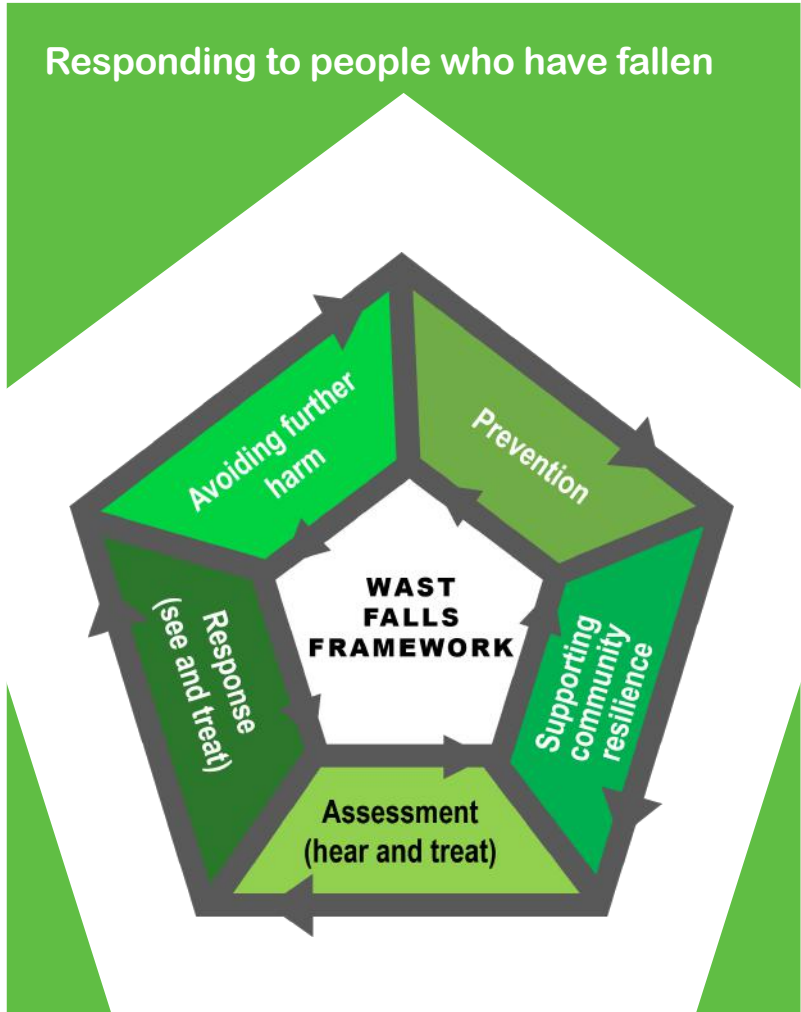 Responding to people who have fallen
Avoiding further
harm
Prevention
WAST
FALLS
FRAMEWORK
Response
(see and treat)
Supporting
community
resilience
Assessment
(hear and treat)